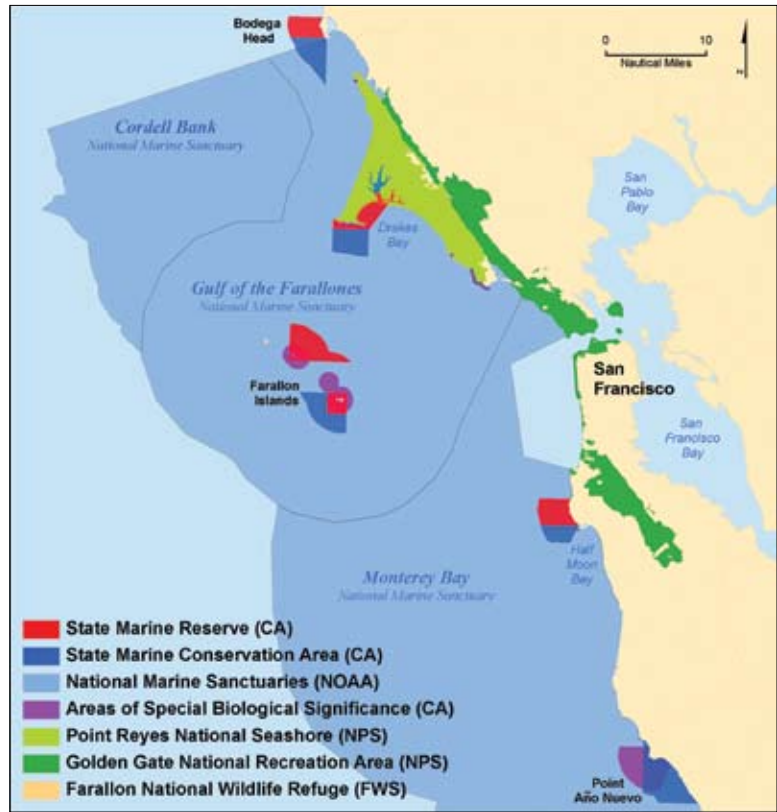 Bodega
Head
0 10
Nautical Miles
N
Cordell Bank
National Marine Sanctuary
San
Pablo
Bay
Drakes
Bay
Gulf of the Farallones
National Marine Sanctuary
Farallon
Islands
San
Francisco
San
Francisco
Bay
Half
Moon
Bay
Monterey Bay
National Marine Sanctuary
State Marine Reserve (CA)
State Marine Conservation Area (CA)
National Marine Sanctuaries (NOAA)
Areas of Special Biological Significance (CA)
Point Reyes National Seashore (NPS)
Golden Gate National Recreation Area (NPS)
Farallon National Wildlife Refuge (FWS)
Point
Año Nuevo